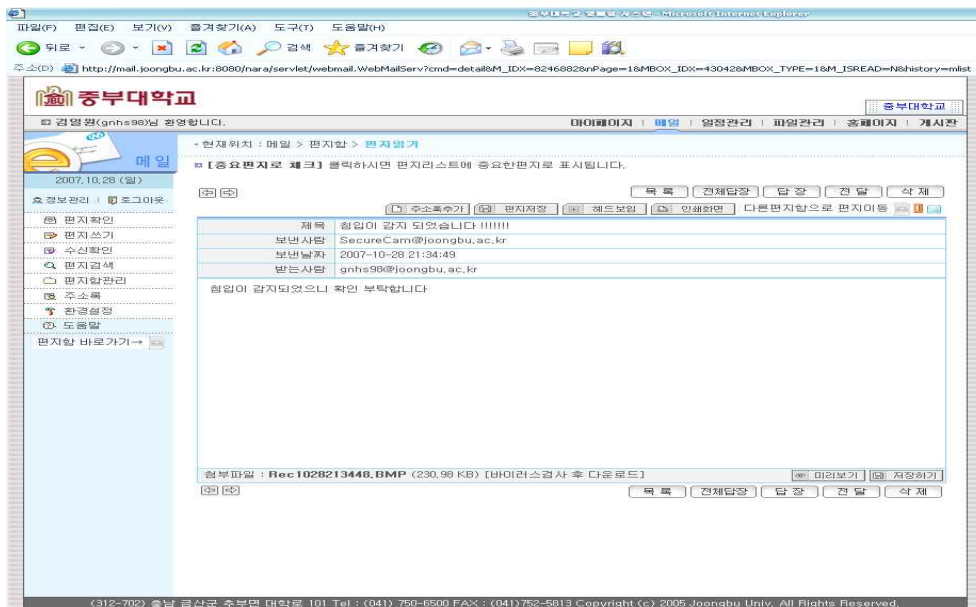 중부대학교 웹메일 시스템 - Microsoft Internet Explorer
파일(F) 편집(E) 보기(V) 즐겨찾기(A) 도구(T) 도움말(H)
뒤로 검색 즐겨찾기
주소(D) http://mail.joongbu.ac.kr:8080/nara/servlet/webmail.WebMailServ?cmd=detail&M_IDX=8246882&nPage=1&MBOX_IDX=43042&MBOX_TYPE=1&M_ISREAD=N&history=mlist
중부대학교
중부대학교
(gnhs98)님 환영합니다.
마이페이지 메일 일정관리 파일관리 홈페이지 게시판
메일
현재위치 : 메일 > 편지함 > 편지읽기
[중요편지로 체크] 클릭하시면 편지리스트에 중요한편지로 표시됩니다.
2007,10,28 (일)
정보관리 로그아웃
목록 전체답장 답장 전달 삭제
주소록추가 편지저장 헤드보임 인쇄화면 다른편지함으로 편지이동
편지확인
편지쓰기
수신확인
편지검색
편지함관리
주소록
환경설정
도움말
편지함 바로가기→
제목 침입이 감지 되었습니다 !!!!!!!
보낸사람 SecureCam@joongbu.ac.kr
보낸날짜 2007-10-28 21:34:49
받는사람 gnhs98@joongbu.ac.kr
침입이 감지되었으니 확인 부탁합니다
첨부파일 : Rec1028213448.BMP (230.98 KB) [바이러스검사 후 다운로드]
미리보기 저장하기
목록 전체답장 답장 전달 삭제
(312-702) 충남 금산군 추부면 대학로 101 Tel : (041) 750-6500 FAX : (041)752-5813 Copyright (c) 2005 Joongbu Univ. All Rights Reserved.